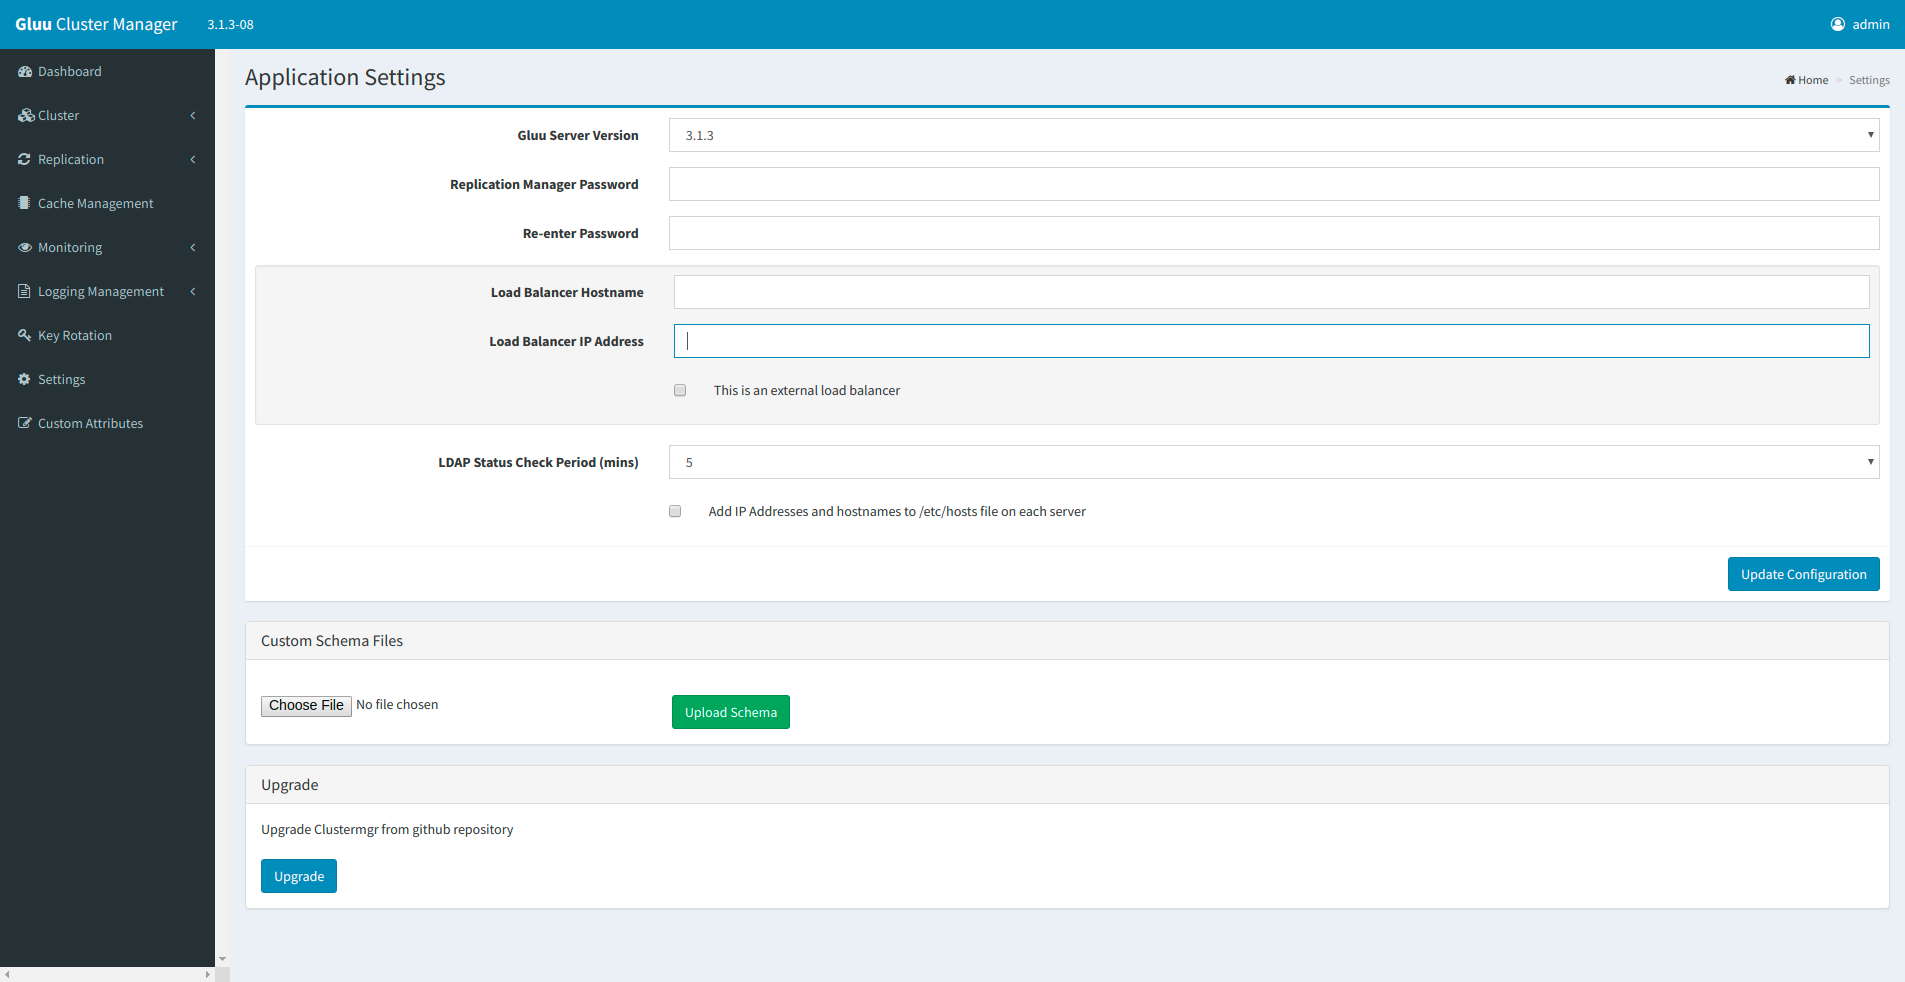 Gluu Cluster Manager 3.1.3-08 admin
Dashboard
Cluster
Replication
Cache Management
Monitoring
Logging Management
Key Rotation
Settings
Custom Attributes
Application Settings
Home > Settings
Gluu Server Version 3.1.3
Replication Manager Password
Re-enter Password
Load Balancer Hostname
Load Balancer IP Address
This is an external load balancer
LDAP Status Check Period (mins) 5
Add IP Addresses and hostnames to /etc/hosts file on each server
Update Configuration
Custom Schema Files
Choose File No file chosen
Upload Schema
Upgrade
Upgrade Clustermgr from github repository
Upgrade